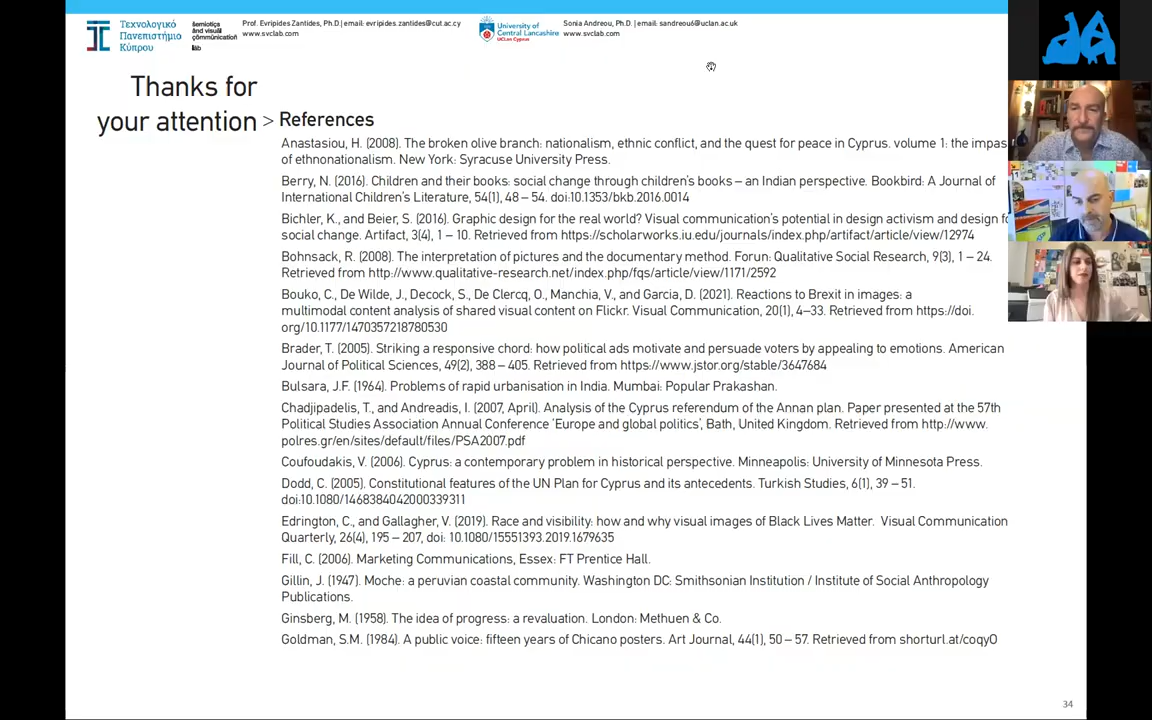 Τεχνολογικό
Πανεπιστήμιο
Κύπρου
semiotics
and visual
communication
lab
Prof. Evripides Zantides, Ph.D.| email: evripides.zantides@cut.ac.cy
www.svclab.com
University of
Central Lancashire
UCLan Cyprus
Sonia Andreou, Ph.D. | email: sandreou6@uclan.ac.uk
www.svclab.com
Thanks for
your attention > References
Anastasiou, H. (2008). The broken olive branch: nationalism, ethnic conflict, and the quest for peace in Cyprus. volume 1: the impas
of ethnonationalism. New York: Syracuse University Press.
Berry, N. (2016). Children and their books: social change through children's books – an Indian perspective. Bookbird: A Journal of
International Children's Literature, 54(1), 48 – 54. doi:10.1353/bkb.2016.0014
Bichler, K., and Beier, S. (2016). Graphic design for the real world? Visual communication's potential in design activism and design fo
social change. Artifact, 3(4), 1 – 10. Retrieved from https://scholarworks.iu.edu/journals/index.php/artifact/article/view/12974
Bohnsack, R. (2008). The interpretation of pictures and the documentary method. Forun: Qualitative Social Research, 9(3), 1 – 24.
Retrieved from http://www.qualitative-research.net/index.php/fqs/article/view/1171/2592
Bouko, C., De Wilde, J., Decock, S., De Clercq, O., Manchia, V., and Garcia, D. (2021). Reactions to Brexit in images: a
multimodal content analysis of shared visual content on Flickr. Visual Communication, 20(1), 4–33. Retrieved from https://doi.
org/10.1177/1470357218780530
Brader, T. (2005). Striking a responsive chord: how political ads motivate and persuade voters by appealing to emotions. American
Journal of Political Sciences, 49(2), 388 – 405. Retrieved from https://www.jstor.org/stable/3647684
Bulsara, J.F. (1964). Problems of rapid urbanisation in India. Mumbai: Popular Prakashan.
Chadjipadelis, T., and Andreadis, I. (2007, April). Analysis of the Cyprus referendum of the Annan plan. Paper presented at the 57th
Political Studies Association Annual Conference 'Europe and global politics', Bath, United Kingdom. Retrieved from http://www.
polres.gr/en/sites/default/files/PSA2007.pdf
Coufoudakis, V. (2006). Cyprus: a contemporary problem in historical perspective. Minneapolis: University of Minnesota Press.
Dodd, C. (2005). Constitutional features of the UN Plan for Cyprus and its antecedents. Turkish Studies, 6(1), 39 – 51.
doi:10.1080/1468384042000339311
Edrington, C., and Gallagher, V. (2019). Race and visibility: how and why visual images of Black Lives Matter. Visual Communication
Quarterly, 26(4), 195 – 207, doi: 10.1080/15551393.2019.1679635
Fill, C. (2006). Marketing Communications, Essex: FT Prentice Hall.
Gillin, J. (1947). Moche: a peruvian coastal community. Washington DC: Smithsonian Institution / Institute of Social Anthropology
Publications.
Ginsberg, M. (1958). The idea of progress: a revaluation. London: Methuen & Co.
Goldman, S.M. (1984). A public voice: fifteen years of Chicano posters. Art Journal, 44(1), 50 – 57. Retrieved from shorturl.at/coqyO
34